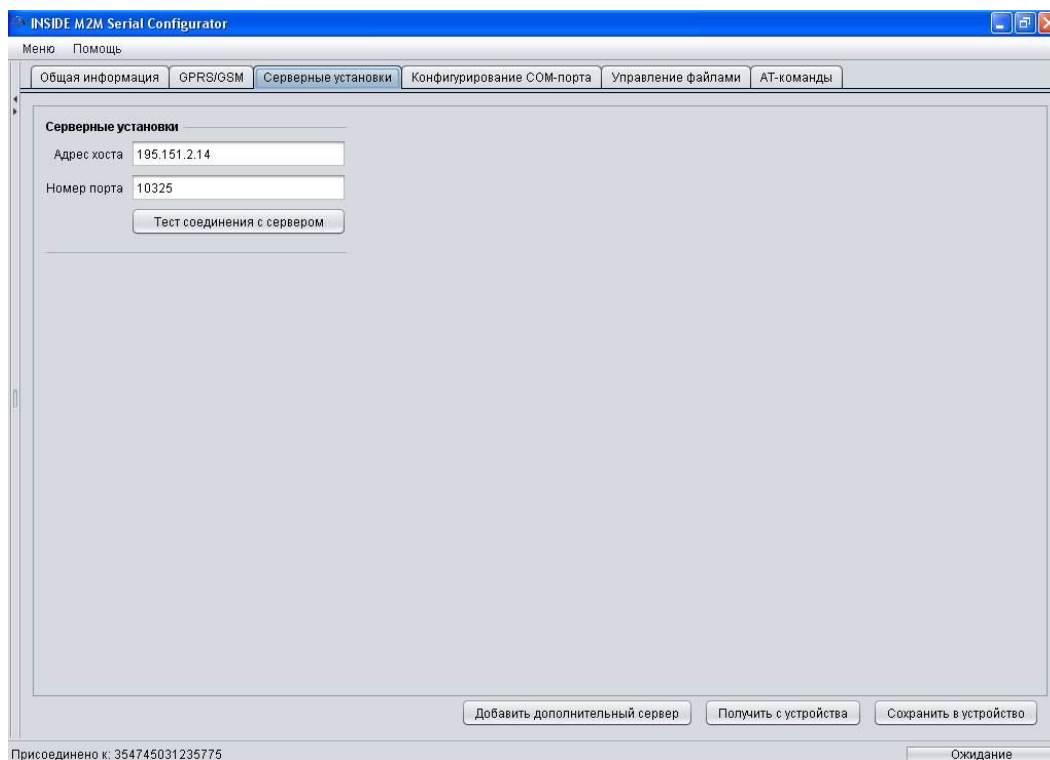 INSIDE M2M Serial Configurator
Меню Помощь
Общая информация GPRS/GSM Серверные установки Конфигурирование COM-порта Управление файлами AT-команды
Серверные установки
Адрес хоста 195.151.2.14
Номер порта 10325
Тест соединения с сервером
Добавить дополнительный сервер Получить с устройства Сохранить в устройство
Присоединено к: 354745031235775 Ожидание